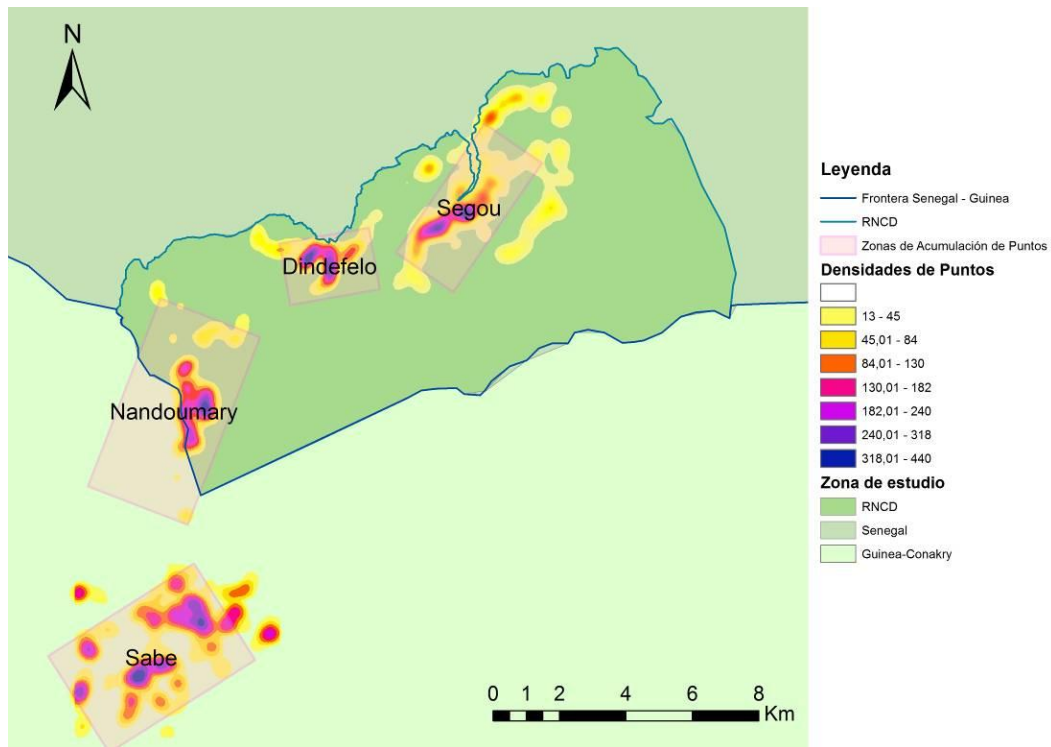 N
Segou
Dindefelo
Nandoumary
Sabe
0 1 2 4 6 8
Km
Leyenda
Frontera Senegal - Guinea
RNCD
Zonas de Acumulación de Puntos
Densidades de Puntos
13 - 45
45,01 - 84
84,01 - 130
130,01 - 182
182,01 - 240
240,01 - 318
318,01 - 440
Zona de estudio
RNCD
Senegal
Guinea-Conakry